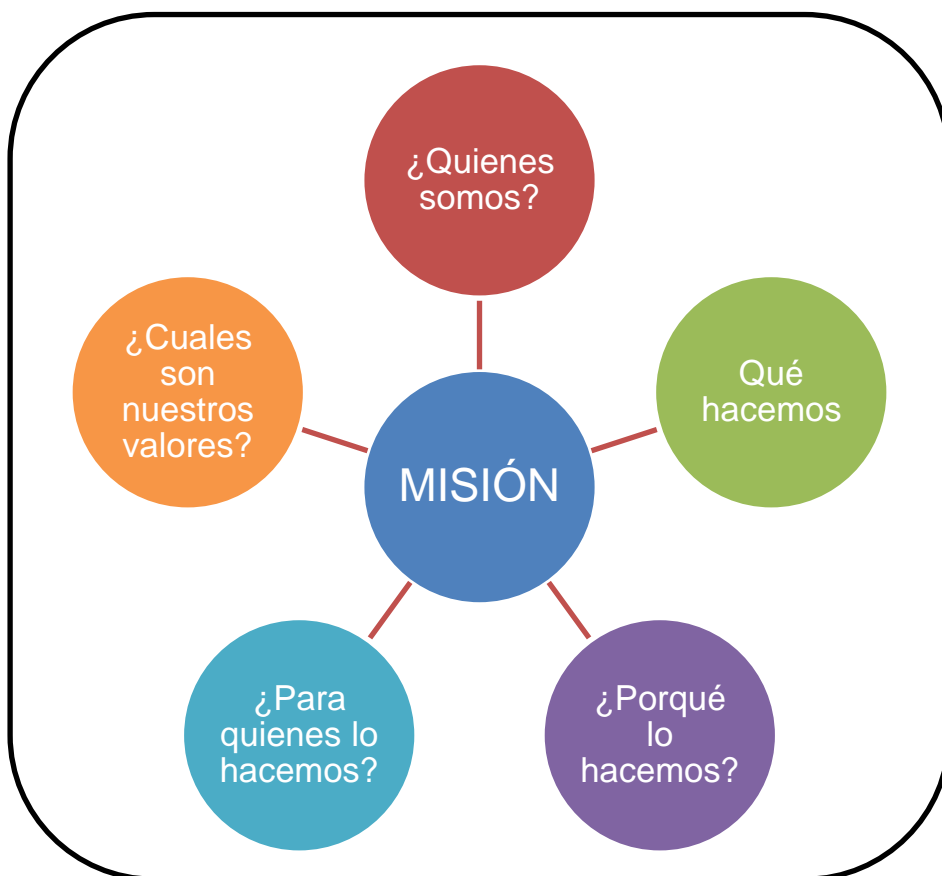 ¿Quienes
somos?
Qué
hacemos
¿Porqué
lo
hacemos?
¿Para
quienes lo
hacemos?
¿Cuales
son
nuestros
valores?
MISIÓN